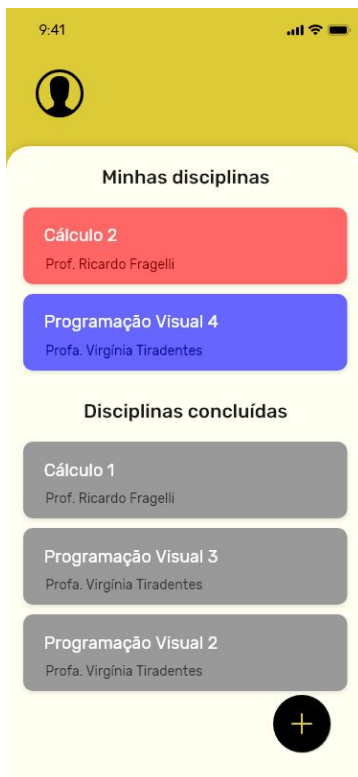 9:41
Minhas disciplinas
Cálculo 2
Prof. Ricardo Fragelli
Programação Visual 4
Profa. Virgínia Tiradentes
Disciplinas concluídas
Cálculo 1
Prof. Ricardo Fragelli
Programação Visual 3
Profa. Virgínia Tiradentes
Programação Visual 2
Profa. Virgínia Tiradentes